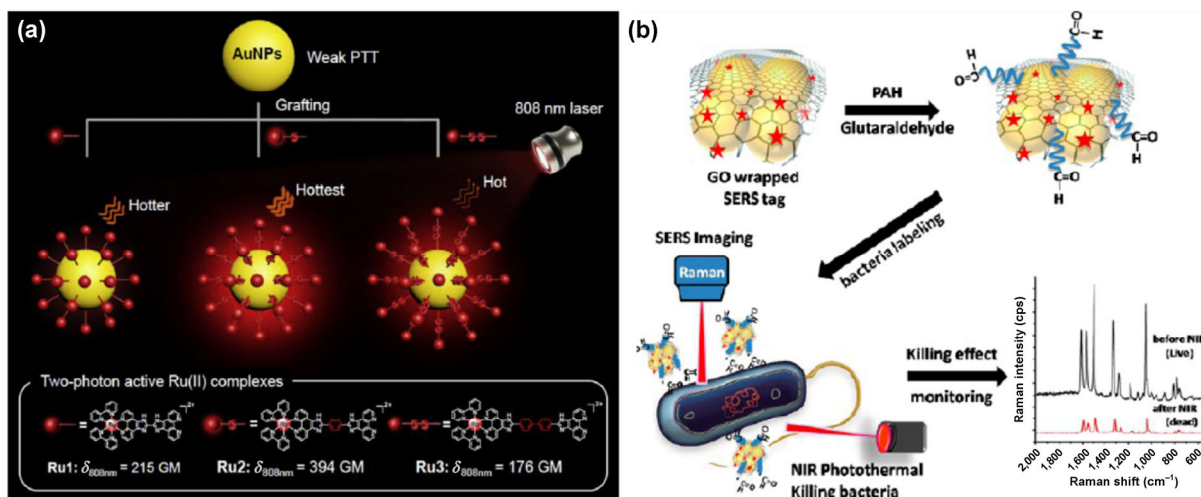 (a)
AuNPs
Weak PTT
Grafting
808 nm laser
Hotter
Hottest
Hot
Two-photon active Ru(II) complexes
=
2+
=
2+
=
2+
Ru1: δ808nm = 215 GM
Ru2: δ808nm = 394 GM
Ru3: δ808nm = 176 GM
(b)
GO wrapped
SERS tag
PAH
Glutaraldehyde
bacteria labeling
SERS Imaging
Raman
NIR Photothermal
Killing bacteria
Killing effect
monitoring
Raman intensity (cps)
before NIR
(Live)
after NIR
(dead)
2,000
1,800
1,600
1,400
1,200
1,000
800
600
Raman shift (cm⁻¹)